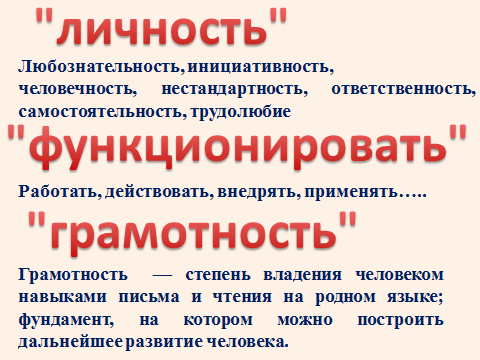 "личность"
Любознательность, инициативность,
человечность, нестандартность, ответственность,
самостоятельность, трудолюбие
"функционировать"
Работать, действовать, внедрять, применять…..
"грамотность"
Грамотность — степень владения человеком
навыками письма и чтения на родном языке;
фундамент, на котором можно построить
дальнейшее развитие человека.